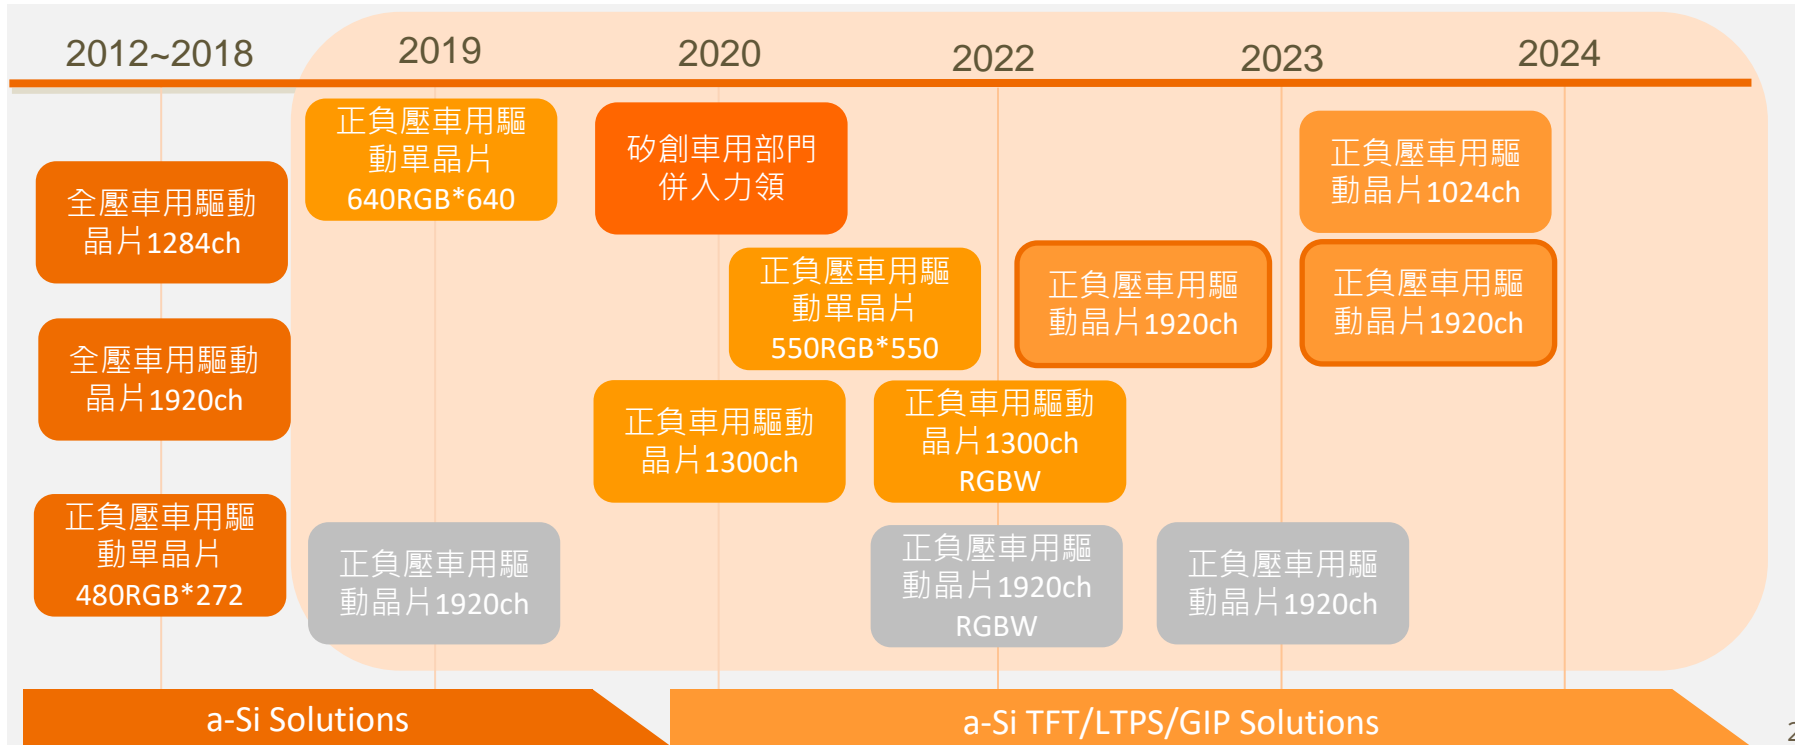 2012~2018
2019
2020
2022
2023
2024
全壓車用驅動
晶片1284ch
全壓車用驅動
晶片1920ch
正負壓車用驅
動單晶片
480RGB*272
正負壓車用驅
動單晶片
640RGB*640
正負壓車用驅
動晶片1920ch
矽創車用部門
併入力領
正負壓車用驅
動單晶片
550RGB*550
正負車用驅動
晶片1300ch
正負車用驅動
晶片1300ch
RGBW
正負壓車用驅
動晶片1920ch
RGBW
正負壓車用驅
動晶片1920ch
正負壓車用驅
動晶片1920ch
正負壓車用驅
動晶片1024ch
正負壓車用驅
動晶片1920ch
a-Si Solutions
a-Si TFT/LTPS/GIP Solutions
2